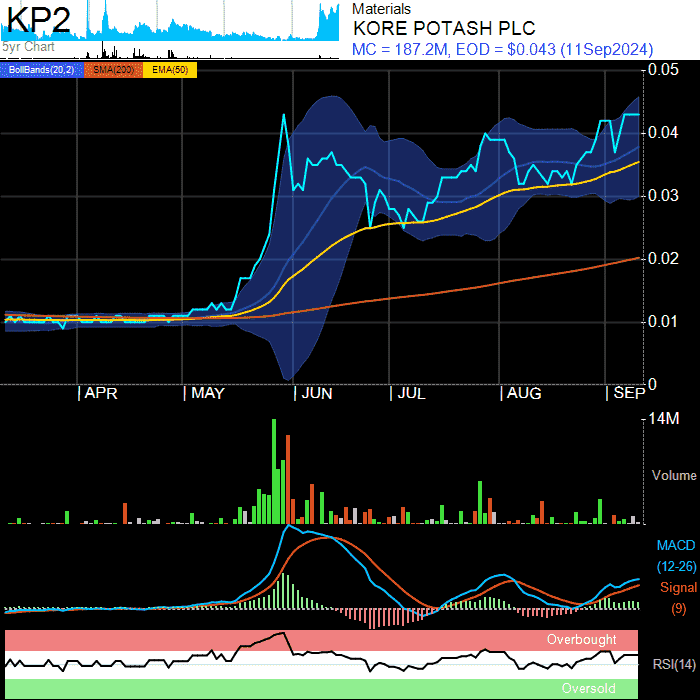 KP2
5yr Chart
Materials
KORE POTASH PLC
MC = 187.2M, EOD = $0.043 (11Sep2024)
BollBands(20,2) SMA(200) EMA(50)
0.05
0.04
0.03
0.02
0.01
0
| APR | MAY | JUN | JUL | AUG | SEP
14M
Volume
MACD
(12-26)
Signal
(9)
Overbought
RSI(14)
Oversold